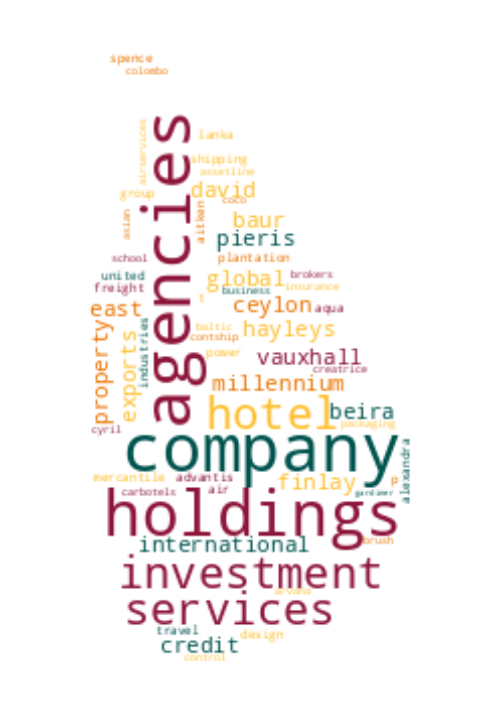 spence
colombo
agencies
airservices
lanka
shipping
assetline
group
david
coco
asian
aitken
baur
pieris
school
plantation
united
global
brokers
freight
business
insurance
t
east
ceylon
aqua
property
exports
industries
baltic
hayleys
contship
power
vauxhall
creatrice
millennium
hotel
beira
packaging
cyril
company
alexandra
mercantile
advantis
finlay
p
carbotels
air
gardiner
holdings
international
brush
investment
arpana
services
travel
design
credit
control